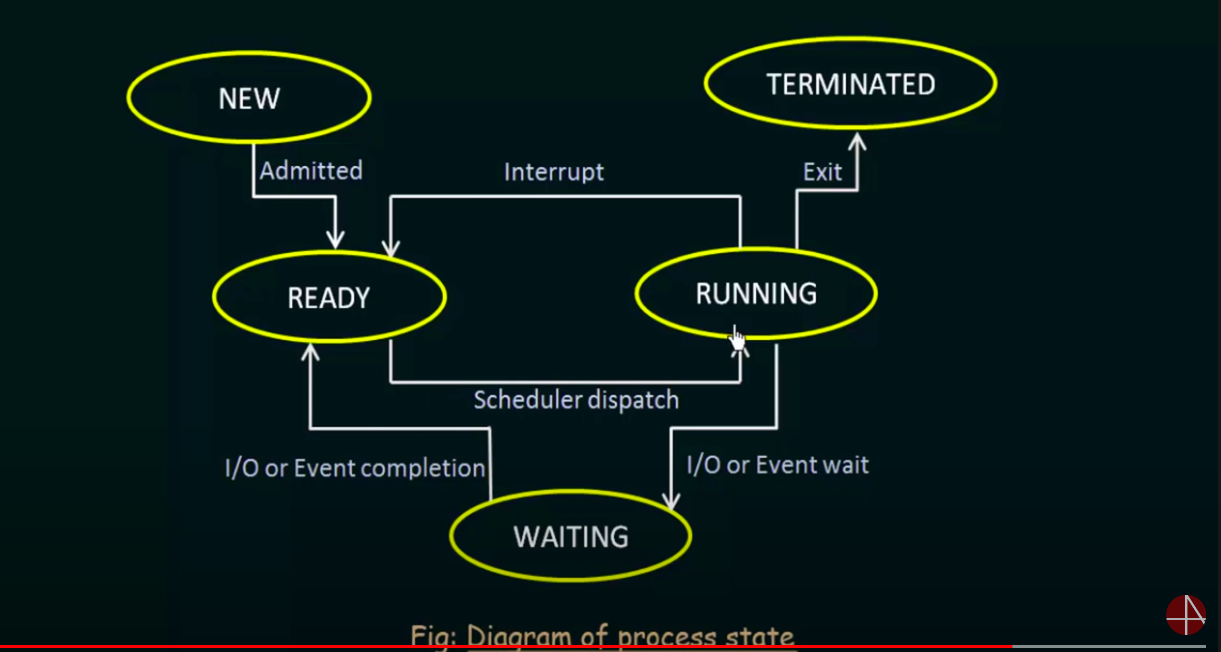 NEW
TERMINATED
Admitted
Interrupt
Exit
READY
RUNNING
Scheduler dispatch
I/O or Event completion
I/O or Event wait
WAITING
Fig: Diagram of process state